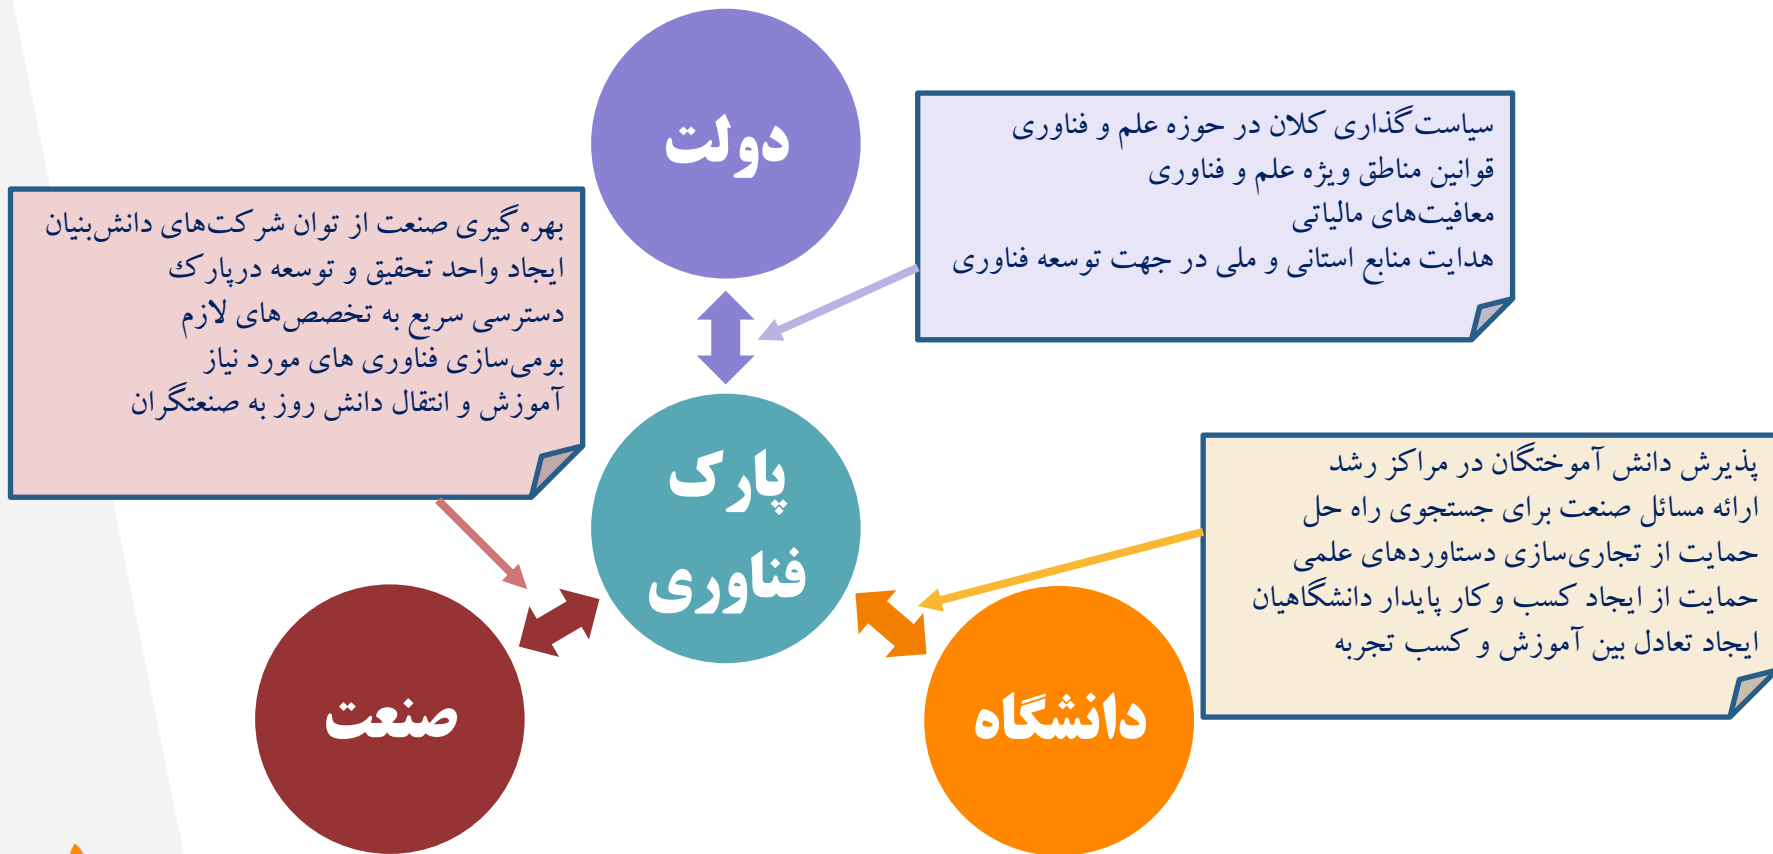 دولت
سیاست‌گذاری کلان در حوزه علم و فناوری
قوانین مناطق ویژه علم و فناوری
معافیت‌های مالیاتی
هدایت منابع استانی و ملی در جهت توسعه فناوری
بهره‌گیری صنعت از توان شرکت‌های دانش‌بنیان
ایجاد واحد تحقیق و توسعه درپارک
دسترسی سریع به تخصص‌های لازم
بومی‌سازی فناوری های مورد نیاز
آموزش و انتقال دانش روز به صنعتگران
پارک
فناوری
پذیرش دانش آموختگان در مراکز رشد
ارائه مسائل صنعت برای جستجوی راه حل
حمایت از تجاری‌سازی دستاوردهای علمی
حمایت از ایجاد کسب وکار پایدار دانشگاهیان
ایجاد تعادل بین آموزش و کسب تجربه
صنعت
دانشگاه